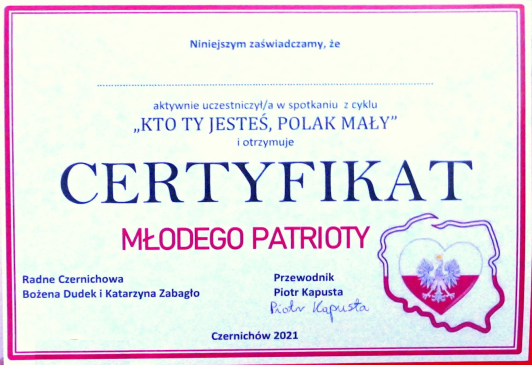 Niniejszym zaświadczamy, że
aktywnie uczestniczył/a w spotkaniu z cyklu
„KTO TY JESTEŚ, POLAK MAŁY”
i otrzymuje
CERTYFIKAT
MŁODEGO PATRIOTY
Radne Czernichowa
Bożena Dudek i Katarzyna Zabagło
Przewodnik
Piotr Kapusta
Piotr Kapusta
Czernichów 2021